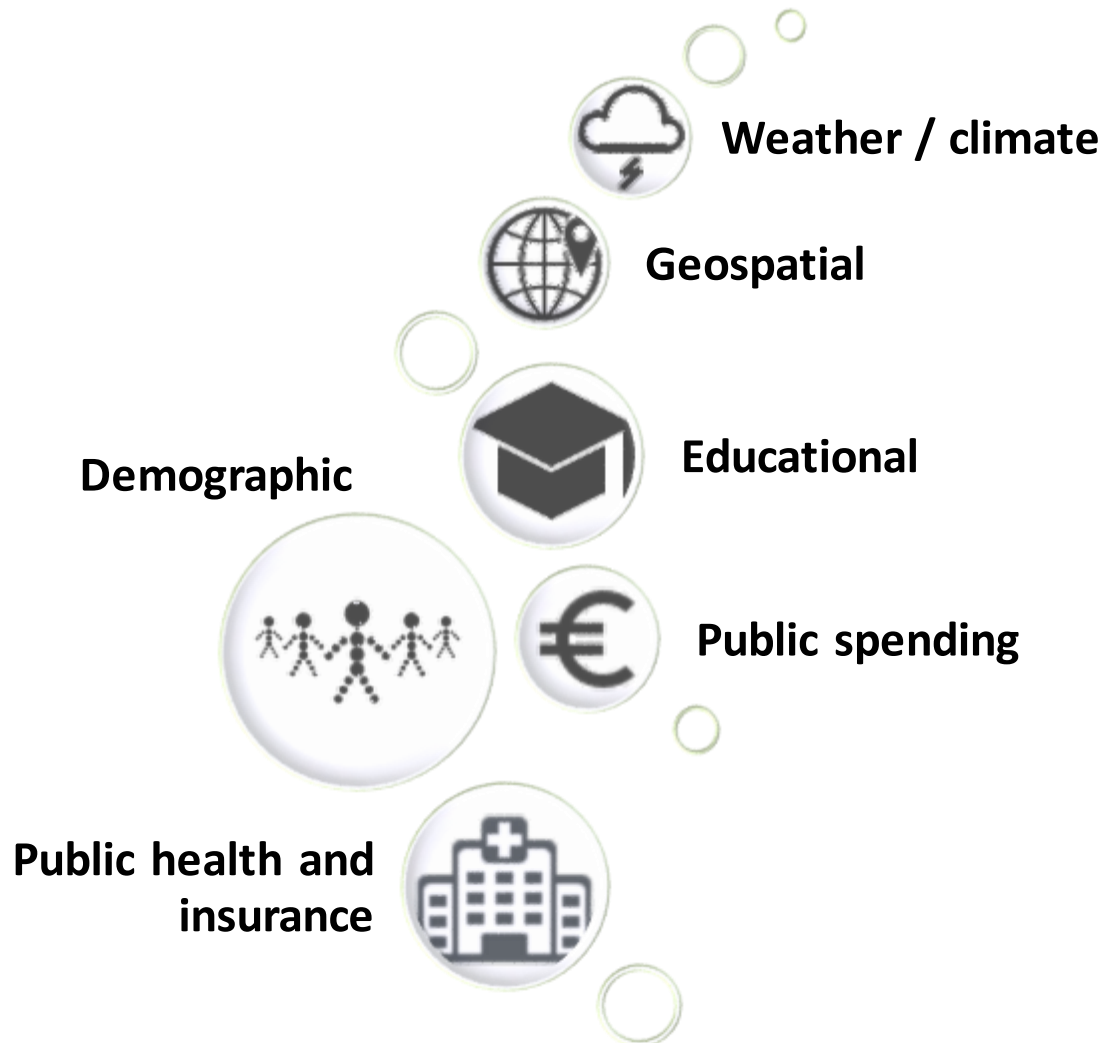 Weather / climate
Geospatial
Educational
Demographic
Public spending
Public health and
insurance